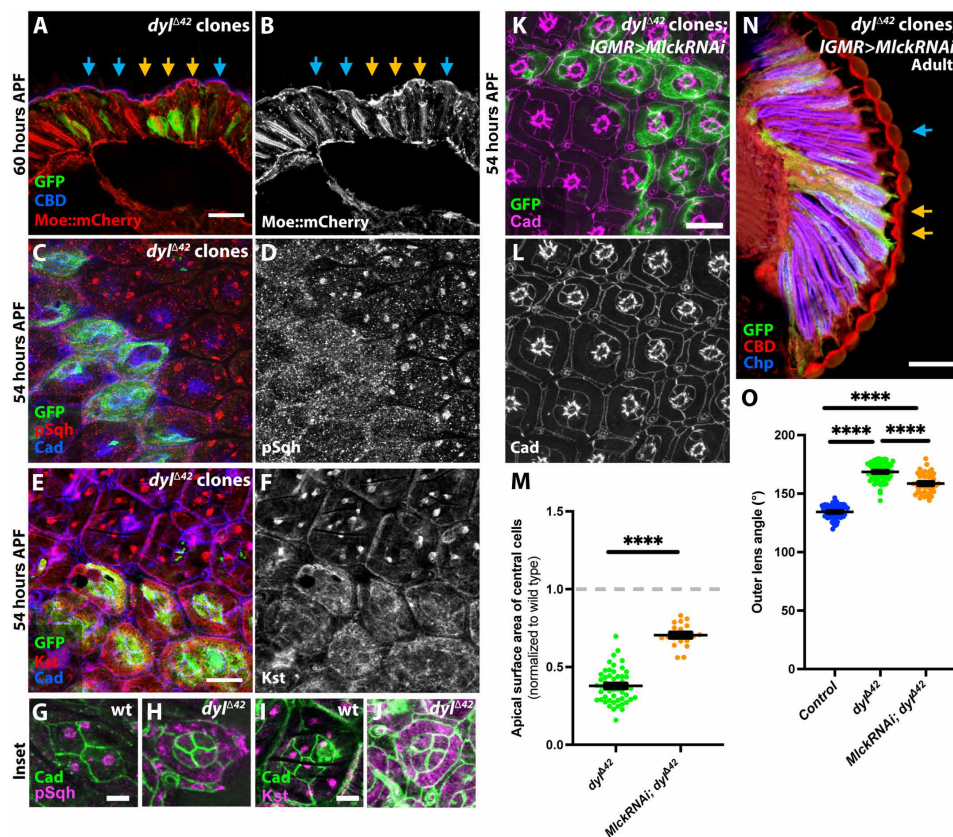 A
dyl^Δ42 clones
B
60 hours APF
GFP
CBD
Moe::mCherry
Moe::mCherry
C
dyl^Δ42 clones
D
54 hours APF
GFP
pSqh
Cad
pSqh
E
dyl^Δ42 clones
F
54 hours APF
GFP
Kst
Cad
Kst
Inset
G
wt
H
dyl^Δ42
I
wt
J
dyl^Δ42
Cad
pSqh
Cad
Kst
K
dyl^Δ42 clones;
lGMR>MlckRNAi
54 hours APF
GFP
Cad
L
Cad
M
Apical surface area of central cells
(normalized to wild type)
****
1.5
1.0
0.5
0.0
dyl^Δ42
MlckRNAi; dyl^Δ42
N
dyl^Δ42 clones;
lGMR>MlckRNAi
Adult
GFP
CBD
Chp
O
****
**** ****
Outer lens angle (°)
200
150
100
50
0
Control
dyl^Δ42
MlckRNAi; dyl^Δ42